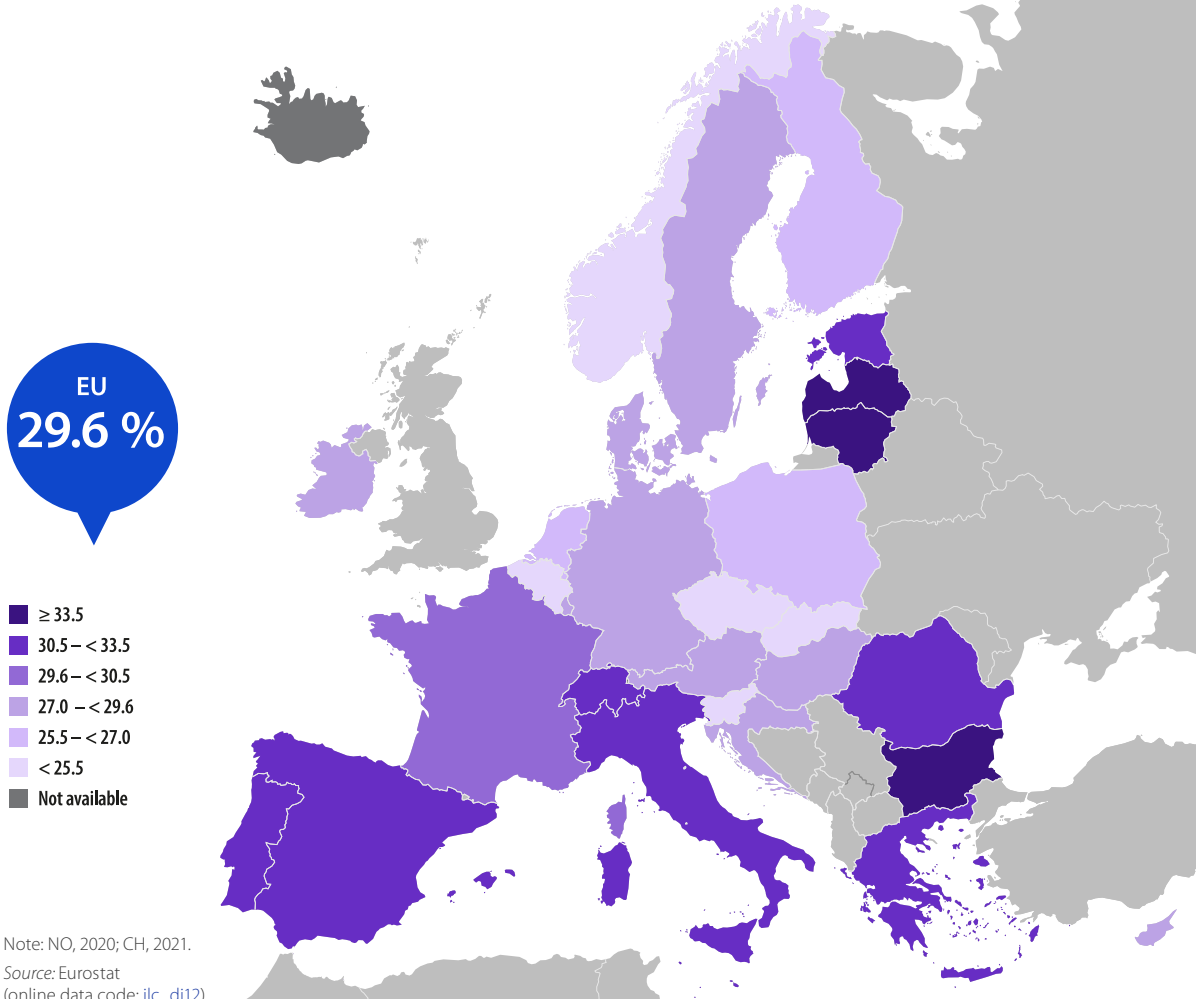 EU
29.6 %
≥ 33.5
30.5 – < 33.5
29.6 – < 30.5
27.0 – < 29.6
25.5 – < 27.0
< 25.5
Not available
Note: NO, 2020; CH, 2021.
Source: Eurostat
(online data code: ilc_di12)